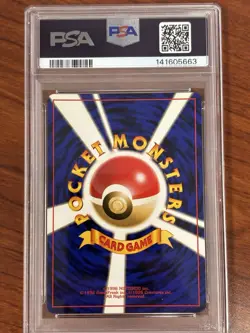 PSA
PSA
141605663
POCKET MONSTERS
CARD GAME